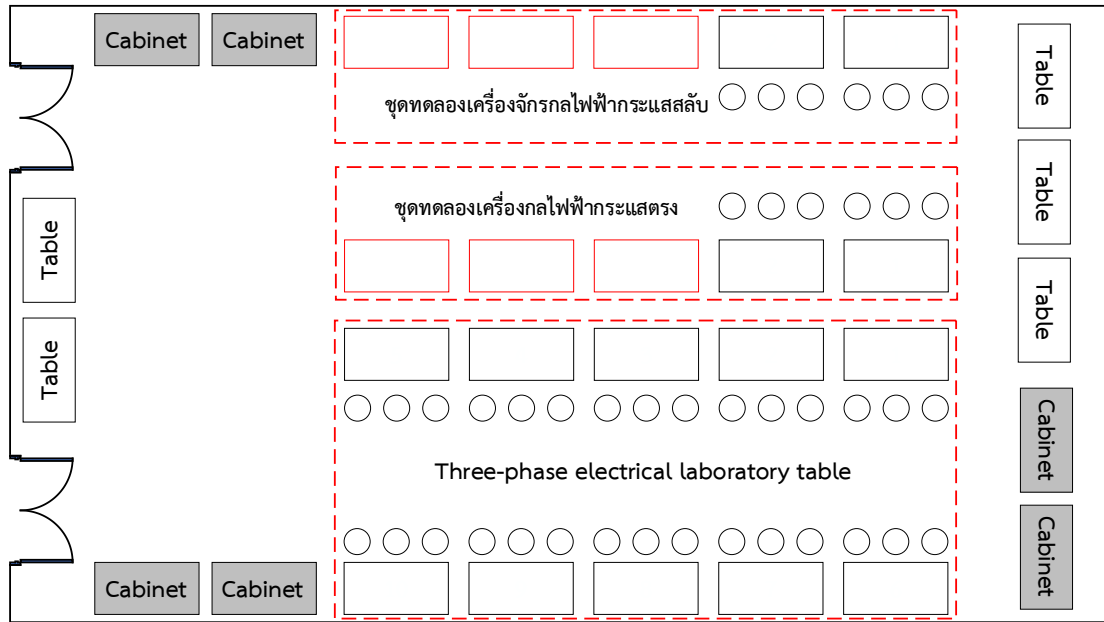 Cabinet
Cabinet
ชุดทดลองเครื่องจักรกลไฟฟ้ากระแสสลับ
Table
Table
ชุดทดลองเครื่องกลไฟฟ้ากระแสตรง
Table
Table
Table
Cabinet
Three-phase electrical laboratory table
Cabinet
Cabinet
Cabinet